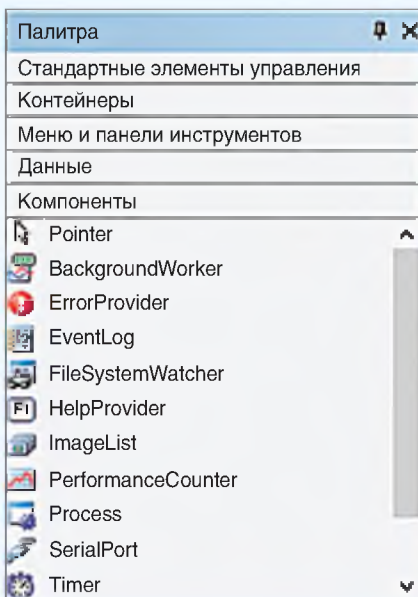 Палитра
Стандартные элементы управления
Контейнеры
Меню и панели инструментов
Данные
Компоненты
Pointer
BackgroundWorker
ErrorProvider
EventLog
FileSystemWatcher
HelpProvider
ImageList
PerformanceCounter
Process
SerialPort
Timer